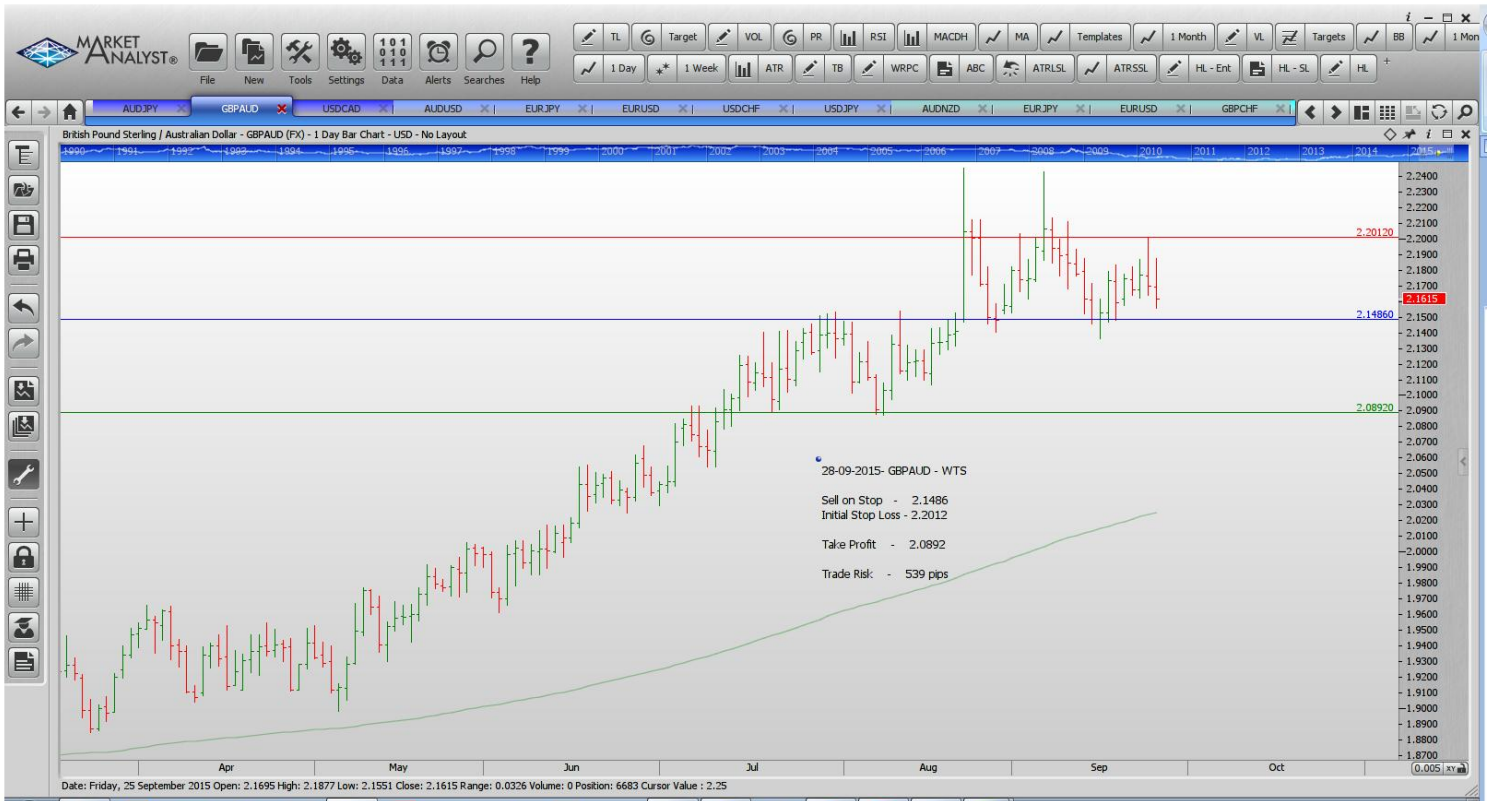 MARKET
ANALYST®
File New Tools Settings 101 010 111 Data Alerts Searches Help
TL Target VOL PR RSI MACDH MA Templates 1 Month VL Targets BB 1 Mon
1 Day 1 Week ATR TB WRPC ABC ATRLSL ATRSSL HL - Ent HL - SL HL +
AUDJPY GBPAUD USDCAD AUDUSD EURJPY EURUSD USDCHF USDJPY AUDNZD EURJPY EURUSD GBPCHF
British Pound Sterling / Australian Dollar - GBPAUD (FX) - 1 Day Bar Chart - USD - No Layout
1990 1991 1992 1993 1994 1995 1996 1997 1998 1999 2000 2001 2002 2003 2004 2005 2006 2007 2008 2009 2010 2011 2012 2013 2014 2015
2.2400
2.2300
2.2200
2.2100
2.20120
2.2000
2.1900
2.1800
2.1700
2.1615
2.14860
2.1500
2.1400
2.1300
2.1200
2.1100
2.1000
2.08920
2.0900
2.0800
2.0700
2.0600
2.0500
2.0400
2.0300
2.0200
2.0100
2.0000
1.9900
1.9800
1.9700
1.9600
1.9500
1.9400
1.9300
1.9200
1.9100
1.9000
1.8900
1.8800
1.8700
28-09-2015- GBPAUD - WTS
Sell on Stop - 2.1486
Initial Stop Loss - 2.2012
Take Profit - 2.0892
Trade Risk - 539 pips
Apr May Jun Jul Aug Sep Oct
0.005 XY
Date: Friday, 25 September 2015 Open: 2.1695 High: 2.1877 Low: 2.1551 Close: 2.1615 Range: 0.0326 Volume: 0 Position: 6683 Cursor Value : 2.25